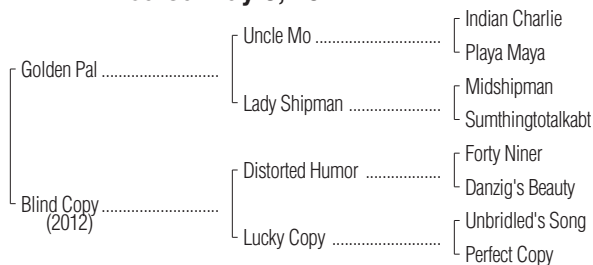 Indian Charlie
Uncle Mo
Playa Maya
Golden Pal
Midshipman
Lady Shipman
Sumthingtotalkabt
Forty Niner
Distorted Humor
Danzig's Beauty
Blind Copy
(2012)
Unbridled's Song
Lucky Copy
Perfect Copy